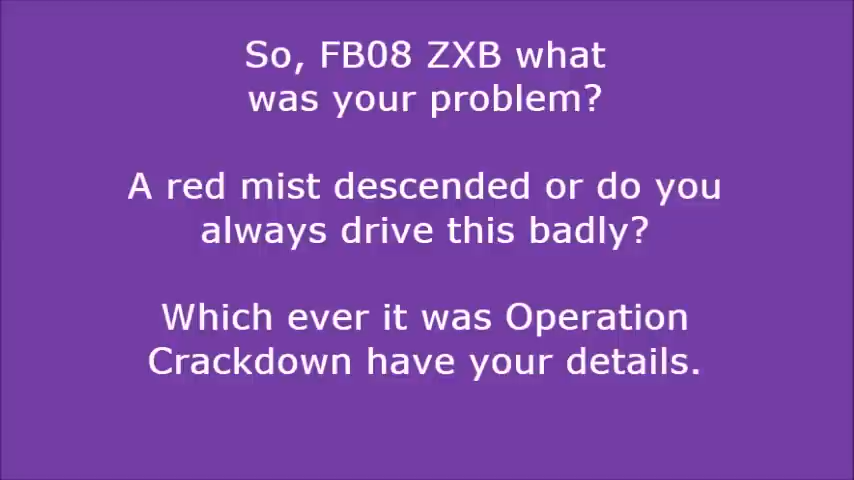 So, FB08 ZXB what
was your problem?
A red mist descended or do you
always drive this badly?
Which ever it was Operation
Crackdown have your details.